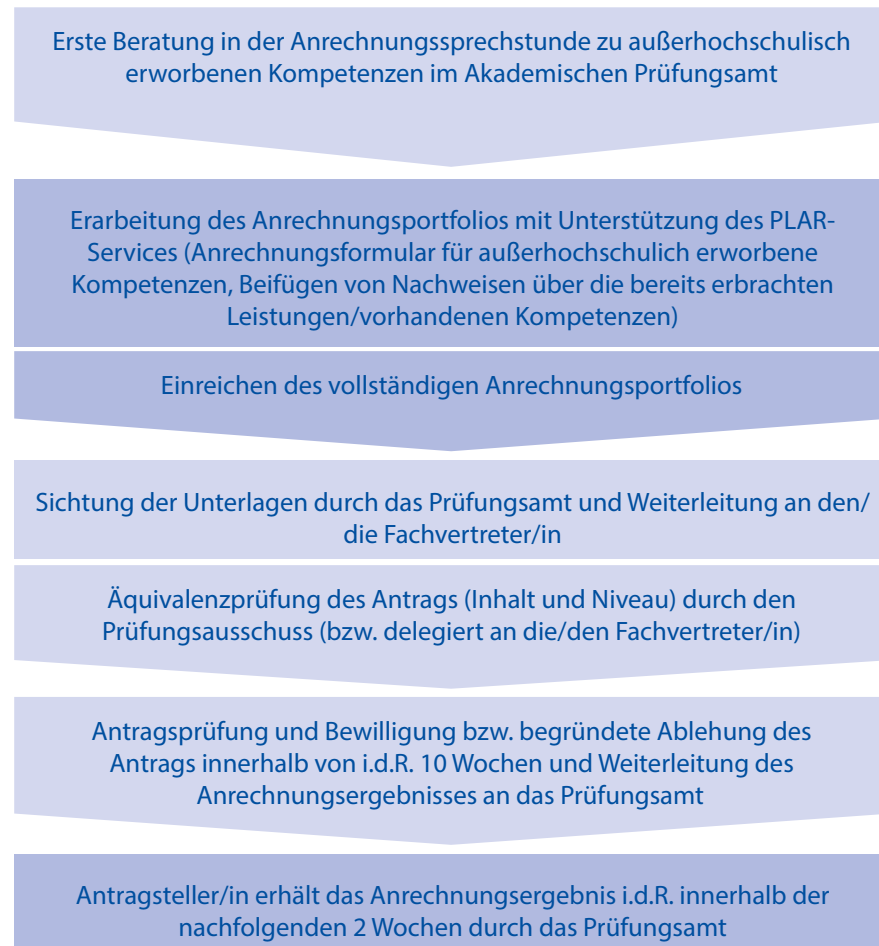 Erste Beratung in der Anrechnungssprechstunde zu außerhochschulisch
erworbenen Kompetenzen im Akademischen Prüfungsamt
Erarbeitung des Anrechnungsportfolios mit Unterstützung des PLAR-
Services (Anrechnungsformular für außerhochschulich erworbene
Kompetenzen, Beifügen von Nachweisen über die bereits erbrachten
Leistungen/vorhandenen Kompetenzen)
Einreichen des vollständigen Anrechnungsportfolios
Sichtung der Unterlagen durch das Prüfungsamt und Weiterleitung an den/
die Fachvertreter/in
Äquivalenzprüfung des Antrags (Inhalt und Niveau) durch den
Prüfungsausschuss (bzw. delegiert an die/den Fachvertreter/in)
Antragsprüfung und Bewilligung bzw. begründete Ablehung des
Antrags innerhalb von i.d.R. 10 Wochen und Weiterleitung des
Anrechnungsergebnisses an das Prüfungsamt
Antragsteller/in erhält das Anrechnungsergebnis i.d.R. innerhalb der
nachfolgenden 2 Wochen durch das Prüfungsamt